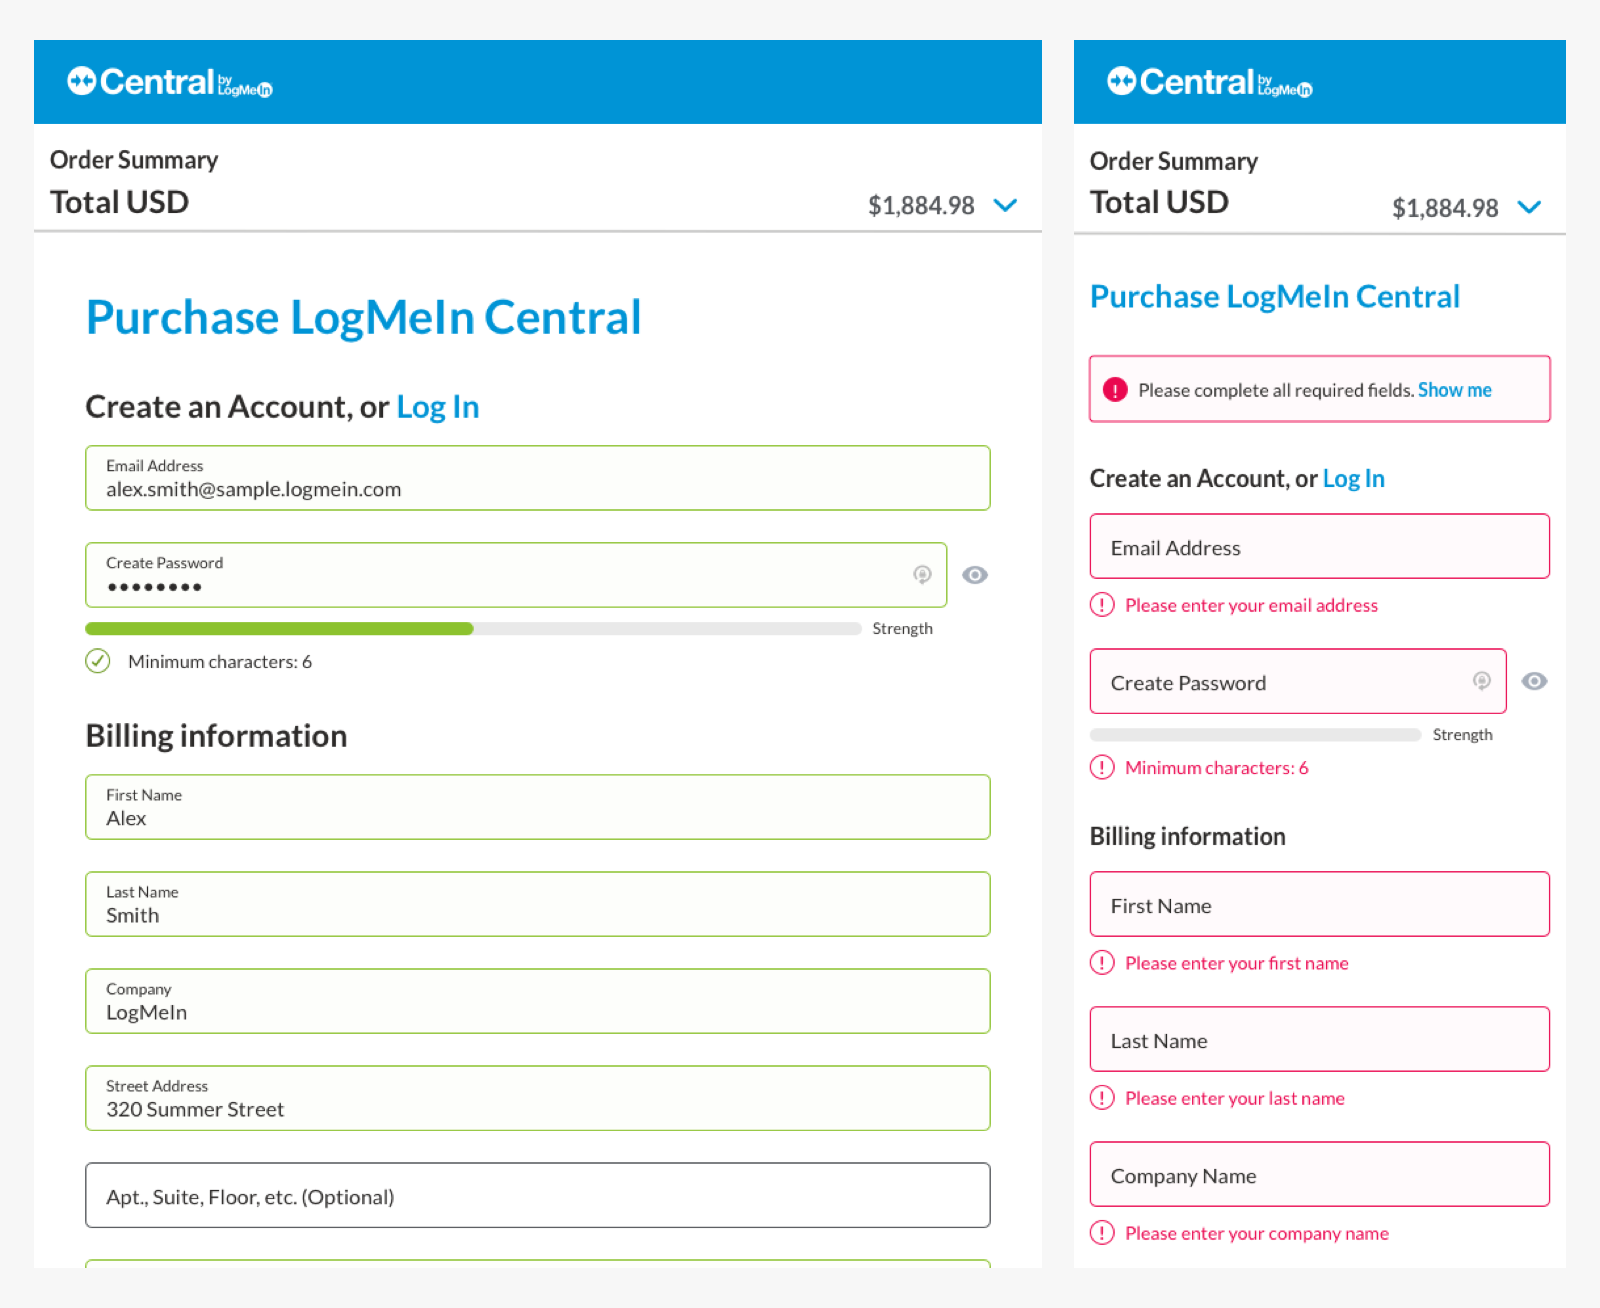 Central by LogMeIn
Order Summary
Total USD
$1,884.98
Purchase LogMeIn Central
Create an Account, or Log In
Email Address
alex.smith@sample.logmein.com
Create Password
••••••••
Strength
Minimum characters: 6
Billing information
First Name
Alex
Last Name
Smith
Company
LogMeIn
Street Address
320 Summer Street
Apt., Suite, Floor, etc. (Optional)
Central by LogMeIn
Order Summary
Total USD
$1,884.98
Purchase LogMeIn Central
Please complete all required fields. Show me
Create an Account, or Log In
Email Address
Please enter your email address
Create Password
Strength
Minimum characters: 6
Billing information
First Name
Please enter your first name
Last Name
Please enter your last name
Company Name
Please enter your company name